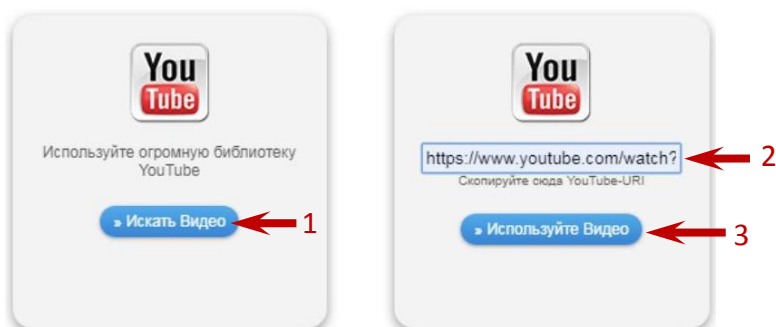 You
Tube
Используйте огромную библиотеку
YouTube
» Искать Видео
1
You
Tube
https://www.youtube.com/watch?
2
Скопируйте сюда YouTube-URI
» Используйте Видео
3